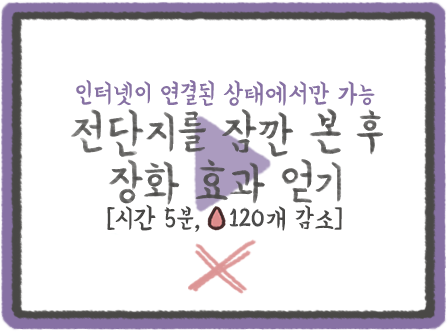 인터넷이 연결된 상태에서만 가능
전단지를 잠깐 본 후
장화 효과 얻기
[시간 5분, 120개 감소]